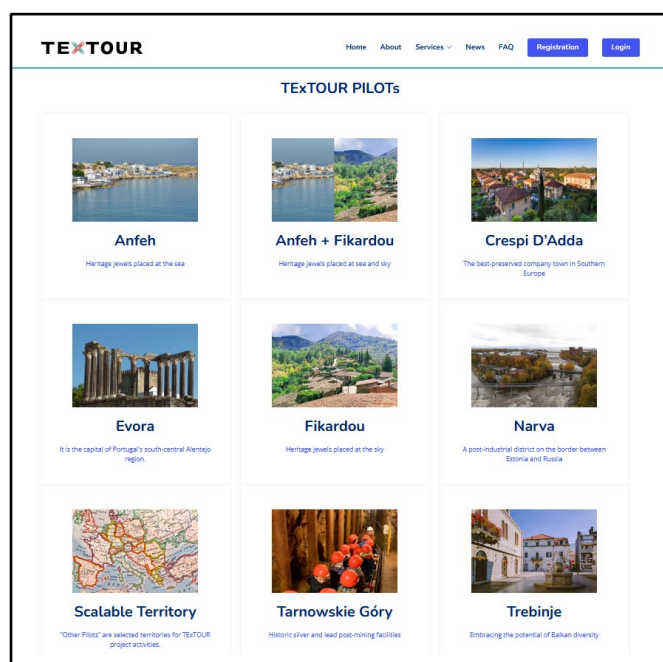 TExTOUR
Home About Services News FAQ Registration Login
TExTOUR PILOTs
Anfeh
Heritage jewels placed at the sea
Anfeh + Fikardou
Heritage jewels placed at sea and sky
Crespi D'Adda
The best-preserved company town in Southern
Europe
Evora
It is the capital of Portugal's south-central Alentejo
region.
Fikardou
Heritage jewels placed at the sky
Narva
A post-industrial district on the border between
Estonia and Russia
Scalable Territory
"Other Pilots" are selected territories for TExTOUR
project activities.
Tarnowskie Góry
Historic silver and lead post-mining facilities
Trebinje
Embracing the potential of Balkan diversity